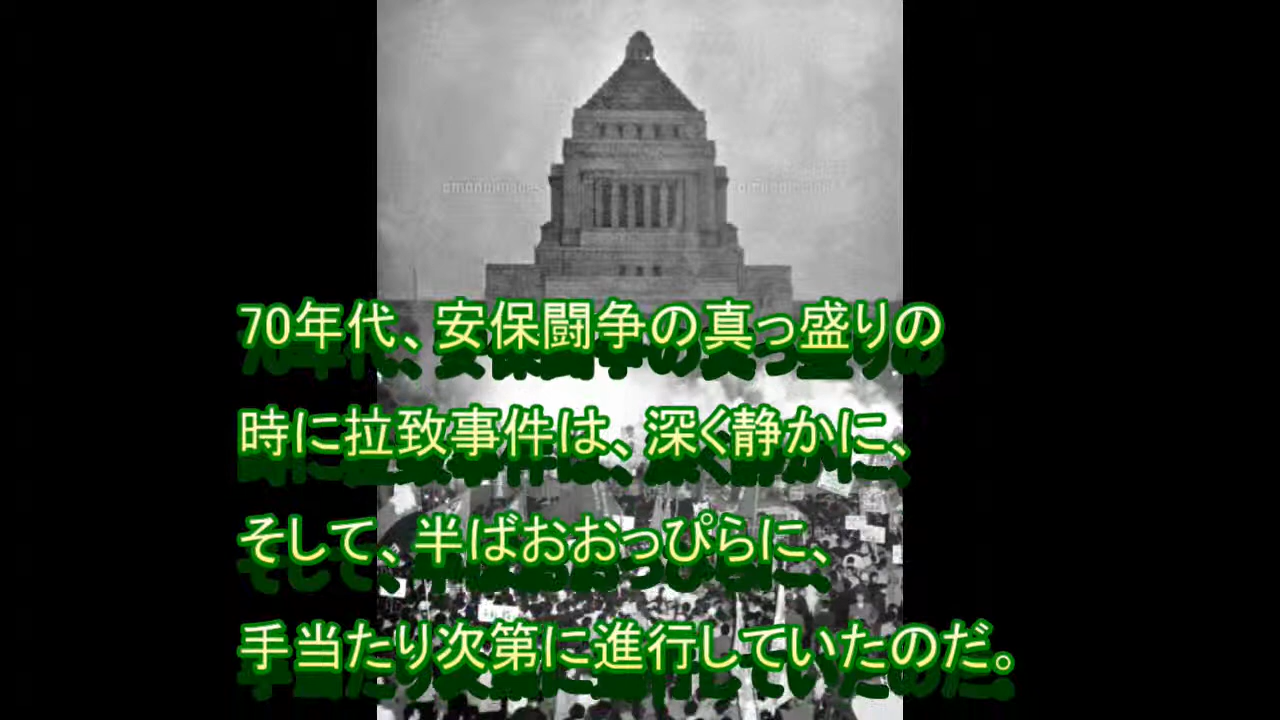 70年代、安保闘争の真っ盛りの
時に拉致事件は、深く静かに、
そして、半ばおおっぴらに、
手当たり次第に進行していたのだ。